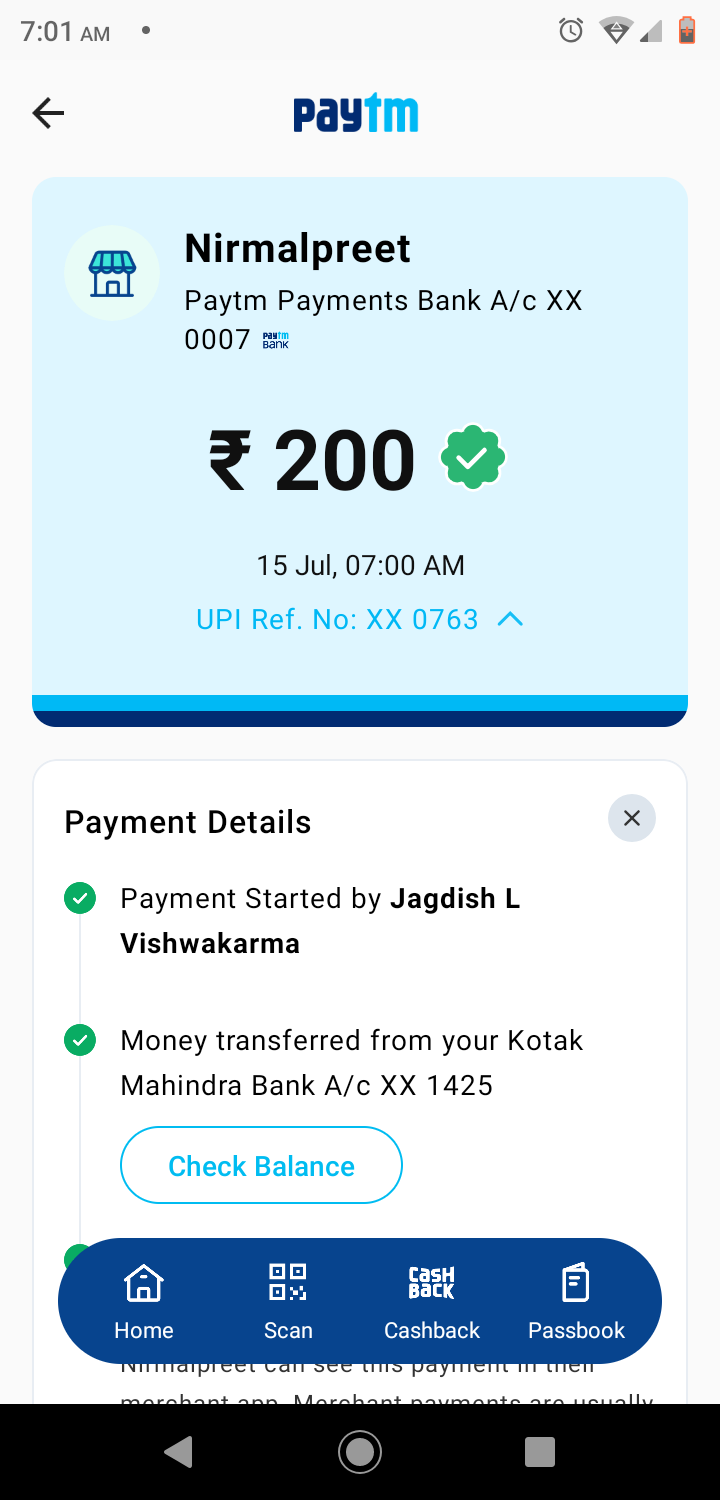 7:01 AM
paytm
Nirmalpreet
Paytm Payments Bank A/c XX
0007 paytm BANK
₹ 200
15 Jul, 07:00 AM
UPI Ref. No: XX 0763
Payment Details
Payment Started by Jagdish L
Vishwakarma
Money transferred from your Kotak
Mahindra Bank A/c XX 1425
Check Balance
CASH BACK
Home Scan Cashback Passbook
Nirmalpreet can see this payment in their
merchant app. Merchant payments are usually